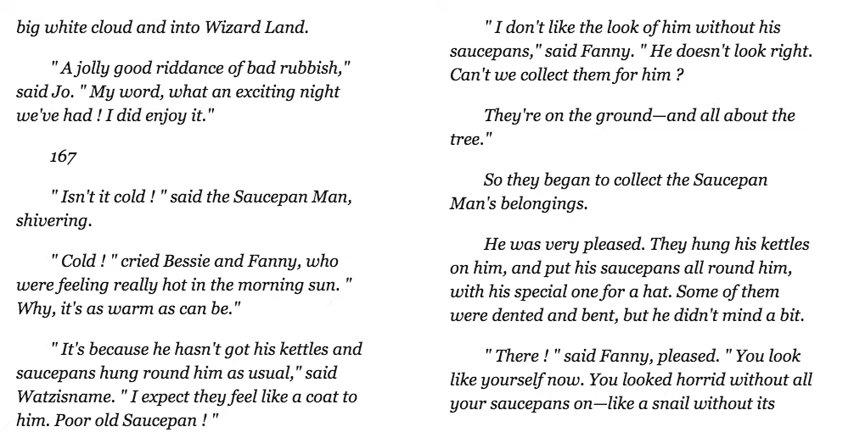 big white cloud and into Wizard Land.
" A jolly good riddance of bad rubbish,"
said Jo. " My word, what an exciting night
we've had ! I did enjoy it."
167
" Isn't it cold ! " said the Saucepan Man,
shivering.
" Cold ! " cried Bessie and Fanny, who
were feeling really hot in the morning sun. "
Why, it's as warm as can be."
" It's because he hasn't got his kettles and
saucepans hung round him as usual," said
Watzisname. " I expect they feel like a coat to
him. Poor old Saucepan ! "
" I don't like the look of him without his
saucepans," said Fanny. " He doesn't look right.
Can't we collect them for him ?
They're on the ground—and all about the
tree."
So they began to collect the Saucepan
Man's belongings.
He was very pleased. They hung his kettles
on him, and put his saucepans all round him,
with his special one for a hat. Some of them
were dented and bent, but he didn't mind a bit.
" There ! " said Fanny, pleased. " You look
like yourself now. You looked horrid without all
your saucepans on—like a snail without its